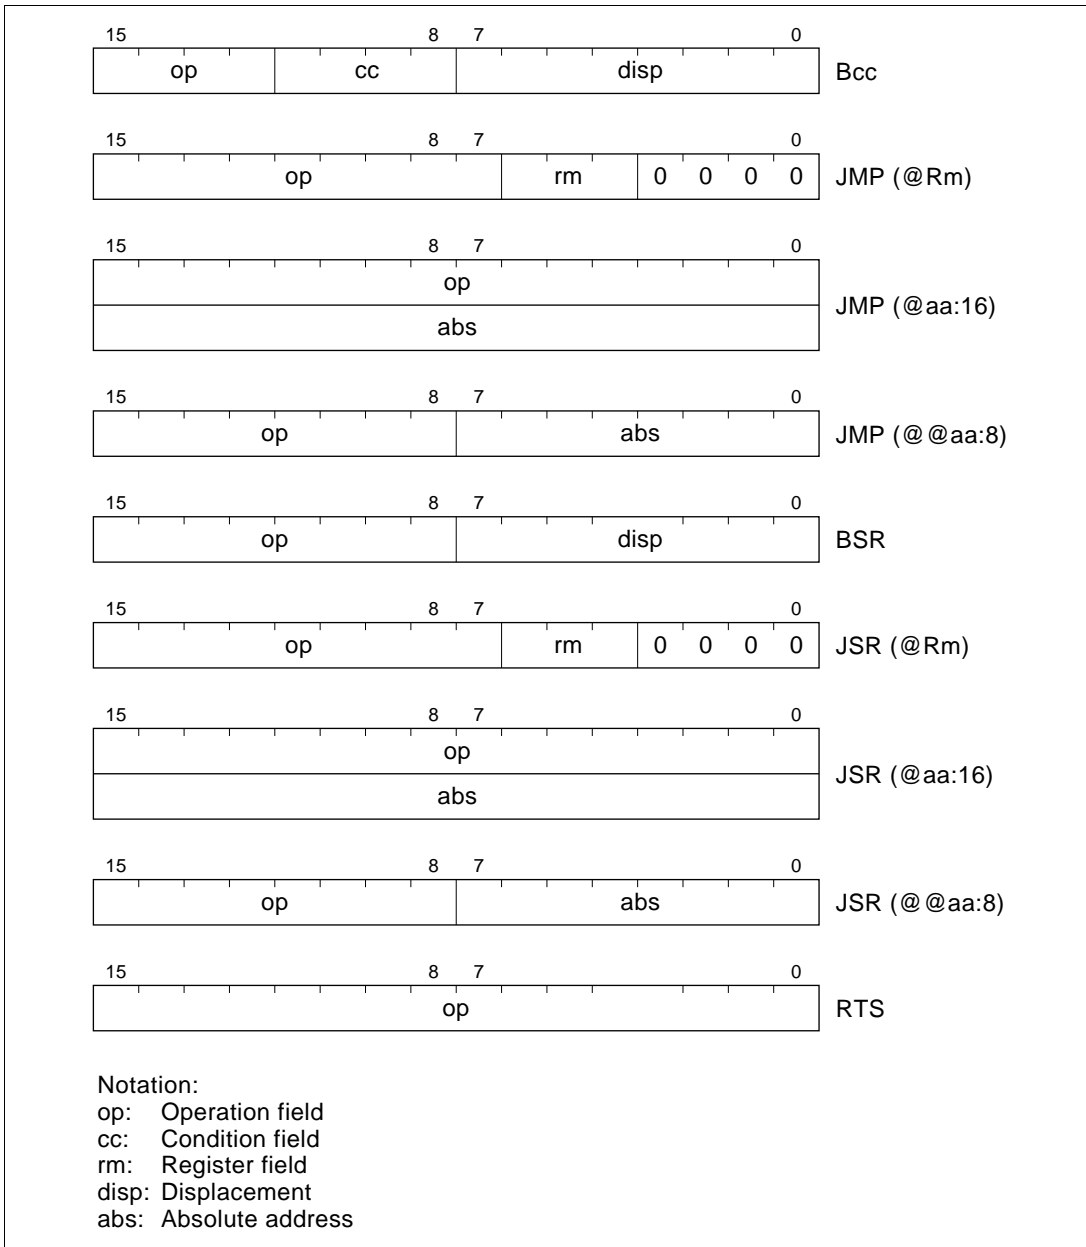 15 8 7 0
op cc disp Bcc
15 8 7 0
op rm 0 0 0 0 JMP (@Rm)
15 8 7 0
op
JMP (@aa:16)
abs
15 8 7 0
op abs JMP (@@aa:8)
15 8 7 0
op disp BSR
15 8 7 0
op rm 0 0 0 0 JSR (@Rm)
15 8 7 0
op
JSR (@aa:16)
abs
15 8 7 0
op abs JSR (@@aa:8)
15 8 7 0
op RTS
Notation:
op: Operation field
cc: Condition field
rm: Register field
disp: Displacement
abs: Absolute address